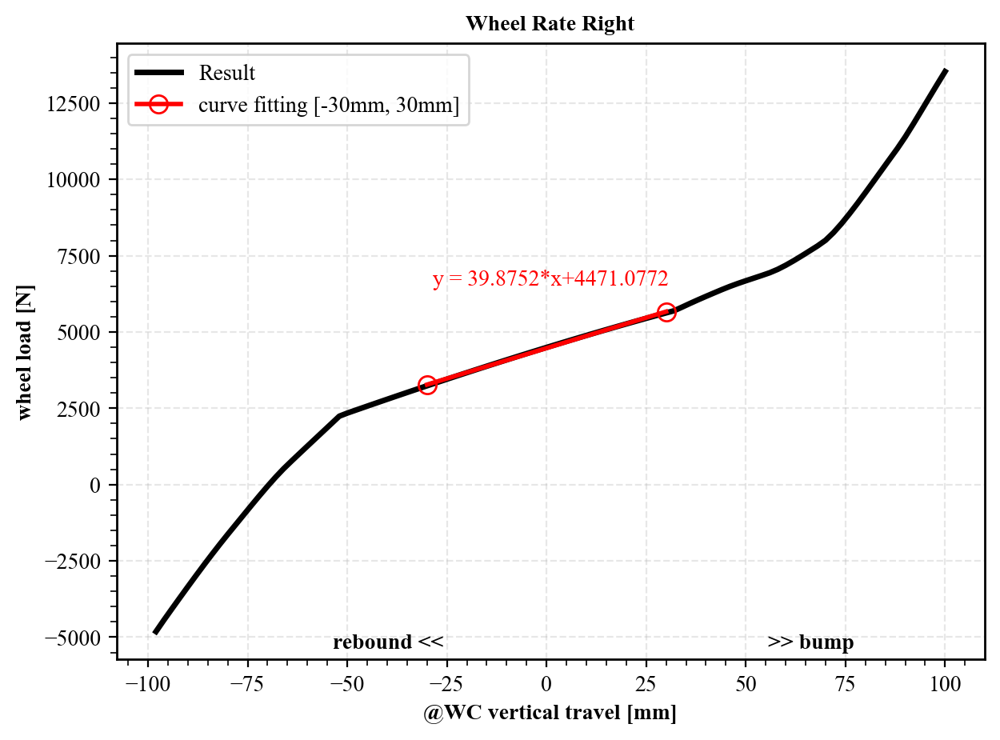 Wheel Rate Right
Result
curve fitting [-30mm, 30mm]
12500
10000
7500
5000
2500
0
−2500
−5000
wheel load [N]
y = 39.8752*x+4471.0772
rebound <<
>> bump
−100
−75
−50
−25
0
25
50
75
100
@WC vertical travel [mm]